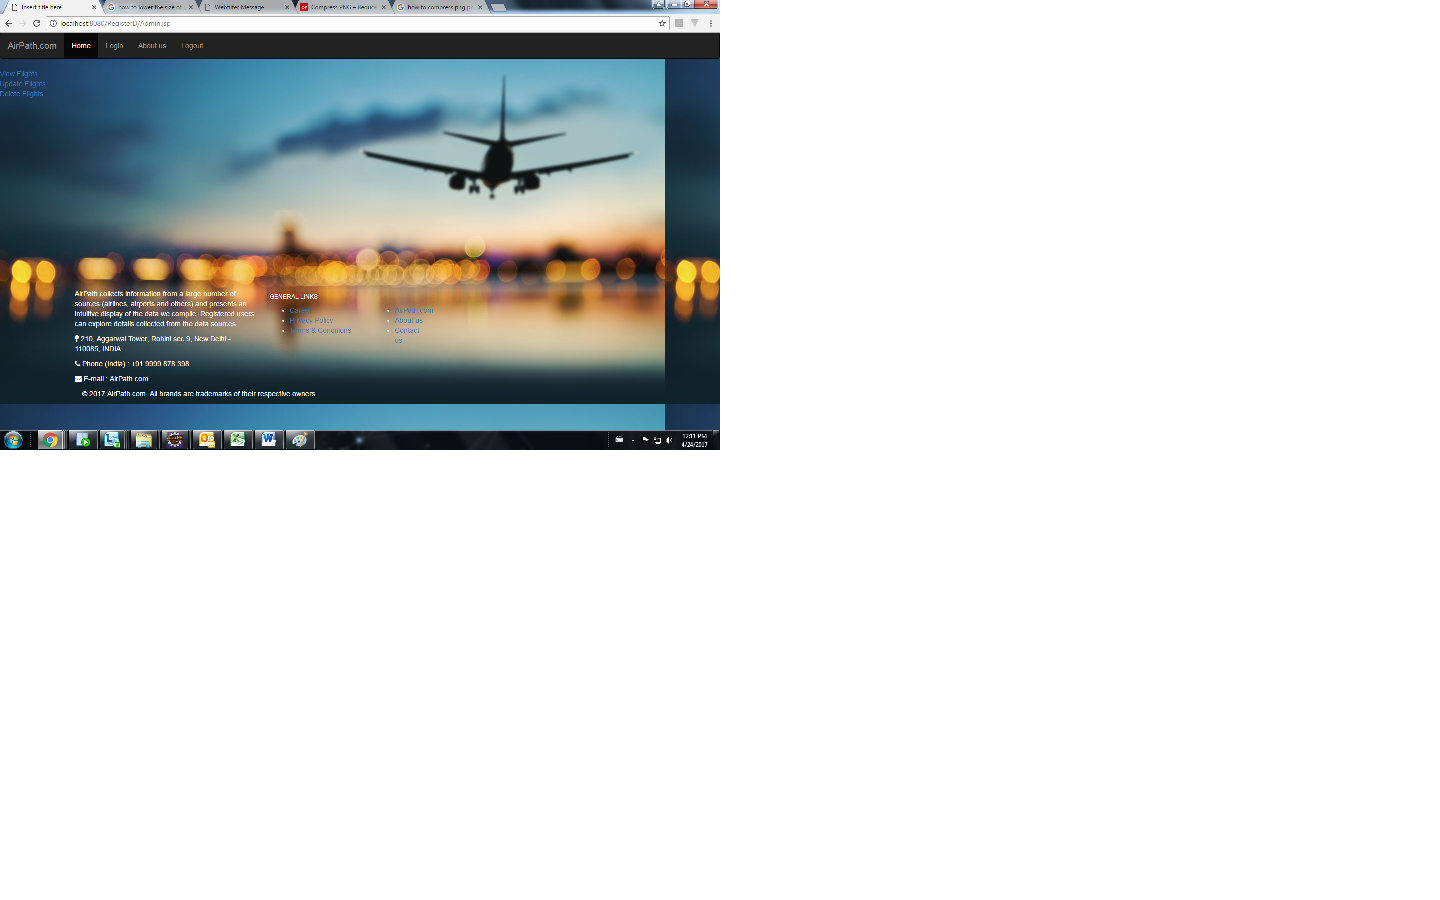 Insert title here
how to lower the size of
Webfilter Message
Compress PNG – Reduce
how to compress png pi
localhost:8080/RegisterD/Admin.jsp
AirPath.com Home Login About us Logout
View Flights
Update Flights
Delete Flights
AirPath collects information from a large number of
sources (airlines, airports and others) and presents an
intuitive display of the data we compile. Registered users
can explore details collected from the data sources
210, Aggarwal Tower, Rohini sec 9, New Delhi -
110085, INDIA
Phone (India) : +91 9999 878 398
E-mail : AirPath.com
GENERAL LINKS
Career
Privacy Policy
Terms & Conditions
AirPath.com
About us
Contact
us
© 2017 AirPath.com. All brands are trademarks of their respective owners
12:11 PM
4/24/2017